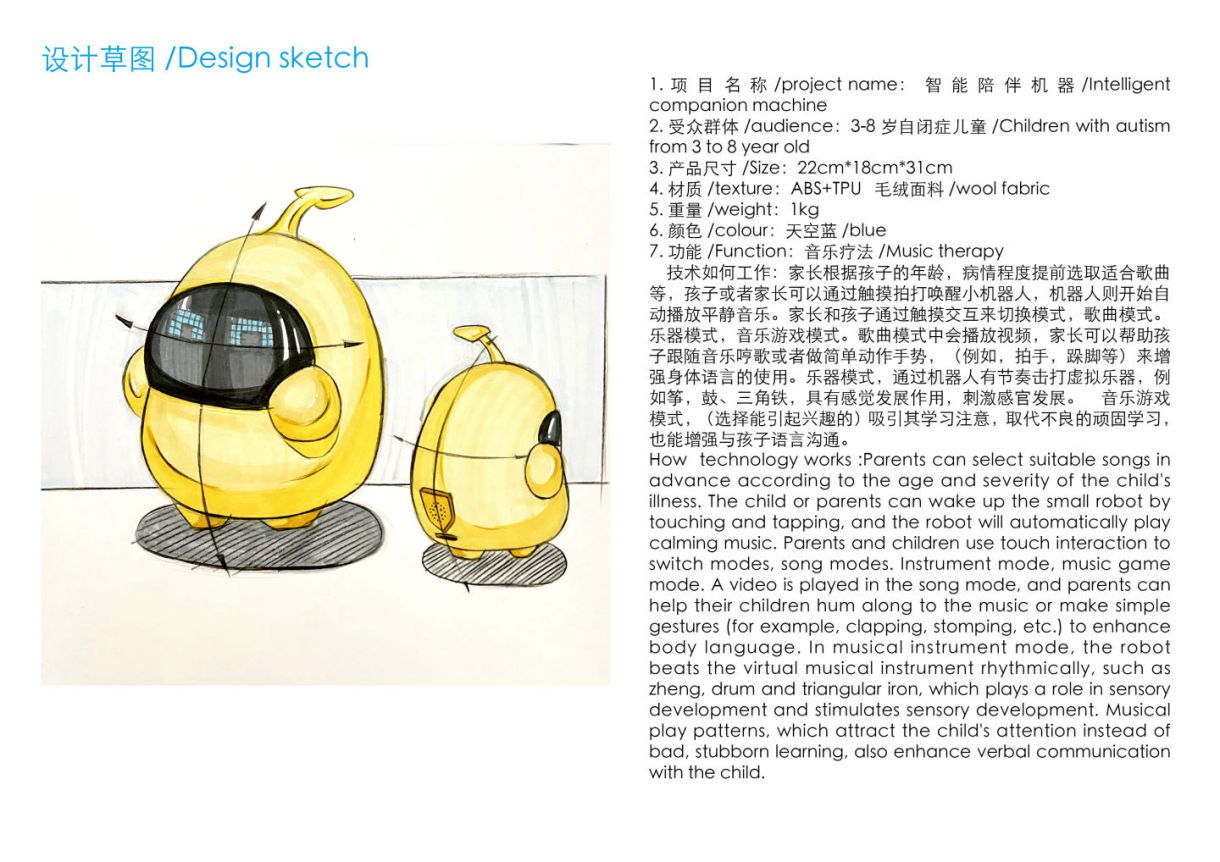 设计草图 /Design sketch
1. 项 目 名 称 /project name： 智 能 陪 伴 机 器 /Intelligent
companion machine
2. 受众群体 /audience：3-8 岁自闭症儿童 /Children with autism
from 3 to 8 year old
3. 产品尺寸 /Size：22cm*18cm*31cm
4. 材质 /texture：ABS+TPU 毛绒面料 /wool fabric
5. 重量 /weight：1kg
6. 颜色 /colour：天空蓝 /blue
7. 功能 /Function：音乐疗法 /Music therapy
技术如何工作：家长根据孩子的年龄，病情程度提前选取适合歌曲
等，孩子或者家长可以通过触摸拍打唤醒小机器人，机器人则开始自
动播放平静音乐。家长和孩子通过触摸交互来切换模式，歌曲模式。
乐器模式，音乐游戏模式。歌曲模式中会播放视频，家长可以帮助孩
子跟随音乐哼歌或者做简单动作手势，（例如，拍手，跺脚等）来增
强身体语言的使用。乐器模式，通过机器人有节奏击打虚拟乐器，例
如筝，鼓、三角铁，具有感觉发展作用，刺激感官发展。 音乐游戏
模式，（选择能引起兴趣的）吸引其学习注意，取代不良的顽固学习，
也能增强与孩子语言沟通。
How technology works :Parents can select suitable songs in
advance according to the age and severity of the child's
illness. The child or parents can wake up the small robot by
touching and tapping, and the robot will automatically play
calming music. Parents and children use touch interaction to
switch modes, song modes. Instrument mode, music game
mode. A video is played in the song mode, and parents can
help their children hum along to the music or make simple
gestures (for example, clapping, stomping, etc.) to enhance
body language. In musical instrument mode, the robot
beats the virtual musical instrument rhythmically, such as
zheng, drum and triangular iron, which plays a role in sensory
development and stimulates sensory development. Musical
play patterns, which attract the child's attention instead of
bad, stubborn learning, also enhance verbal communication
with the child.